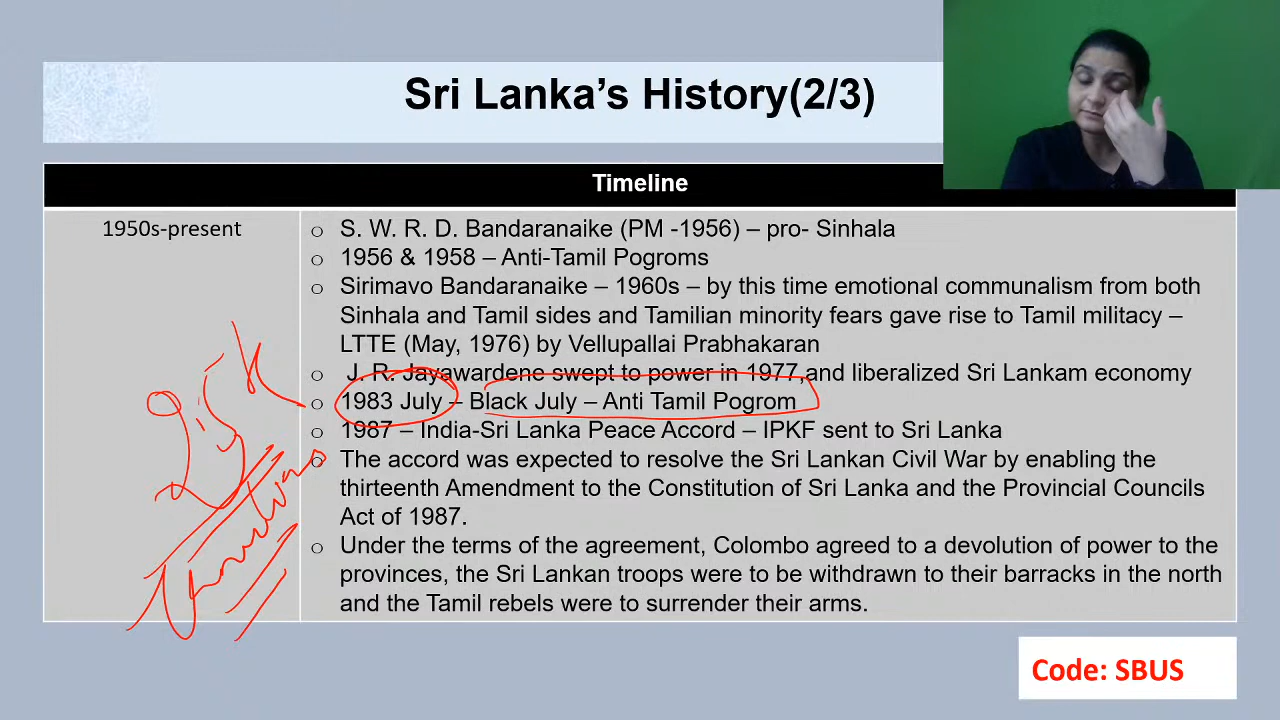 Sri Lanka’s History(2/3)
Timeline
1950s-present
o S. W. R. D. Bandaranaike (PM -1956) – pro- Sinhala
o 1956 & 1958 – Anti-Tamil Pogroms
o Sirimavo Bandaranaike – 1960s – by this time emotional communalism from both
Sinhala and Tamil sides and Tamilian minority fears gave rise to Tamil militacy –
LTTE (May, 1976) by Vellupallai Prabhakaran
o J. R. Jayawardene swept to power in 1977,and liberalized Sri Lankam economy
o 1983 July – Black July – Anti Tamil Pogrom
o 1987 – India-Sri Lanka Peace Accord – IPKF sent to Sri Lanka
o The accord was expected to resolve the Sri Lankan Civil War by enabling the
thirteenth Amendment to the Constitution of Sri Lanka and the Provincial Councils
Act of 1987.
o Under the terms of the agreement, Colombo agreed to a devolution of power to the
provinces, the Sri Lankan troops were to be withdrawn to their barracks in the north
and the Tamil rebels were to surrender their arms.
Code: SBUS